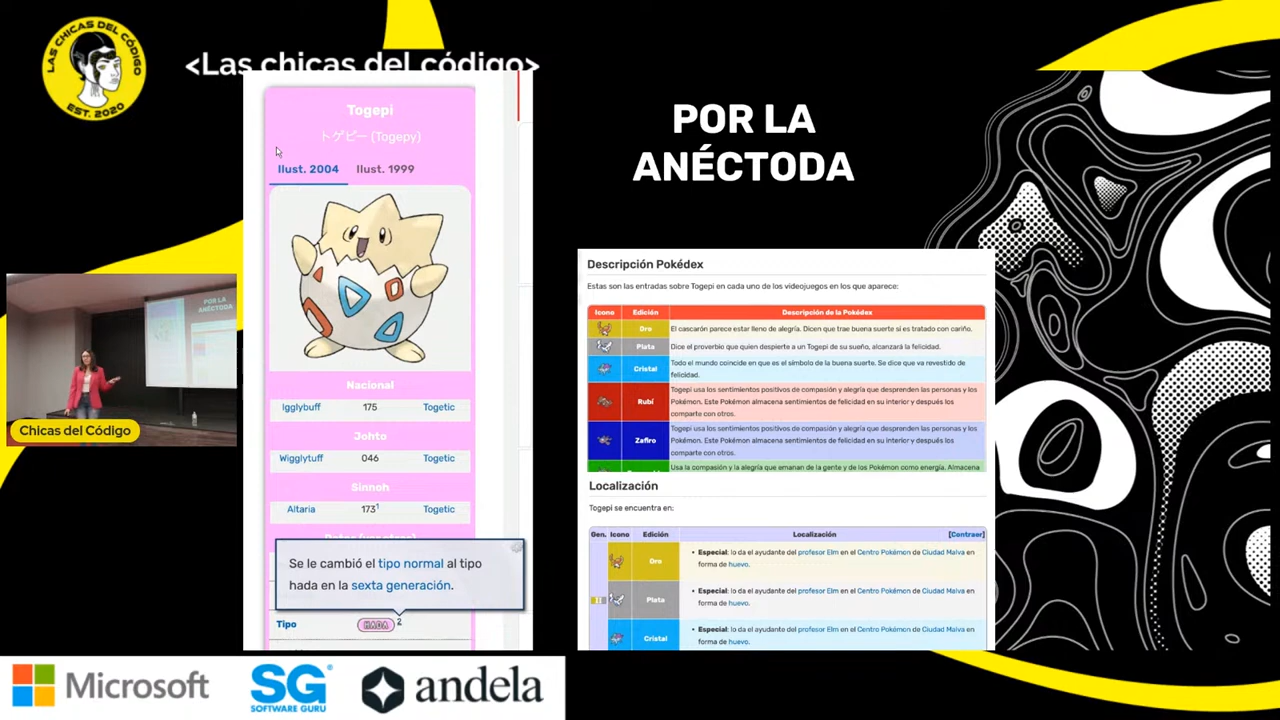 LAS CHICAS DEL CÓDIGO
EST. 2020
<Las chicas del código>
Togepi
トゲピー (Togepy)
Ilust. 2004 Ilust. 1999
Nacional
Igglybuff 175 Togetic
Johto
Wigglytuff 046 Togetic
Sinnoh
Altaria 173¹ Togetic
Se le cambió el tipo normal al tipo
hada en la sexta generación.
Tipo HADA 2
POR LA
ANÉCTODA
Descripción Pokédex
Estas son las entradas sobre Togepi en cada uno de los videojuegos en los que aparece:
Icono Edición Descripción de la Pokédex
Oro El cascarón parece estar lleno de alegría. Dicen que trae buena suerte si es tratado con cariño.
Plata Dice el proverbio que quien despierte a un Togepi de su sueño, alcanzará la felicidad.
Cristal Todo el mundo coincide en que es el símbolo de la buena suerte. Se dice que va revestido de
felicidad.
Rubí Togepi usa los sentimientos positivos de compasión y alegría que desprenden las personas y los
Pokémon. Este Pokémon almacena sentimientos de felicidad en su interior y después los
comparte con otros.
Zafiro Togepi usa los sentimientos positivos de compasión y alegría que desprenden las personas y los
Pokémon. Este Pokémon almacena sentimientos de felicidad en su interior y después los
comparte con otros.
Usa la compasión y la alegría que emanan de la gente y de los Pokémon como energía. Almacena
Localización
Togepi se encuentra en:
Gen. Icono Edición Localización [Contraer]
Oro • Especial: lo da el ayudante del profesor Elm en el Centro Pokémon de Ciudad Malva en
forma de huevo.
Plata • Especial: lo da el ayudante del profesor Elm en el Centro Pokémon de Ciudad Malva en
forma de huevo.
Cristal • Especial: lo da el ayudante del profesor Elm en el Centro Pokémon de Ciudad Malva en
forma de huevo.
POR LA
ANÉCTODA
Chicas del Código
Microsoft
SG
SOFTWARE GURU
andela